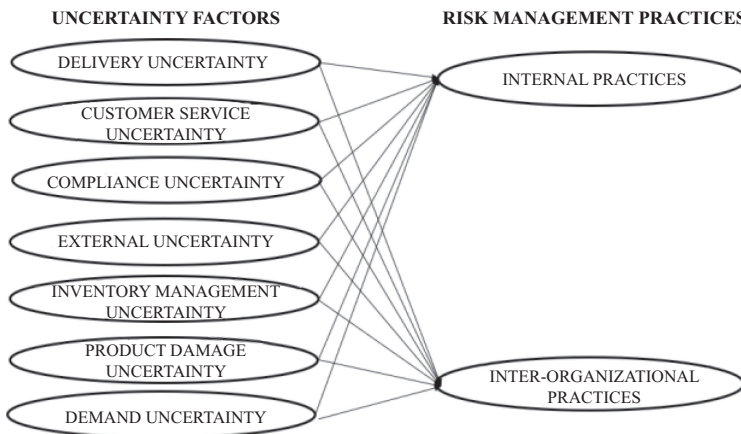 UNCERTAINTY FACTORS
RISK MANAGEMENT PRACTICES
DELIVERY UNCERTAINTY
INTERNAL PRACTICES
CUSTOMER SERVICE
UNCERTAINTY
COMPLIANCE UNCERTAINTY
EXTERNAL UNCERTAINTY
INVENTORY MANAGEMENT
UNCERTAINTY
PRODUCT DAMAGE
UNCERTAINTY
INTER-ORGANIZATIONAL
PRACTICES
DEMAND UNCERTAINTY